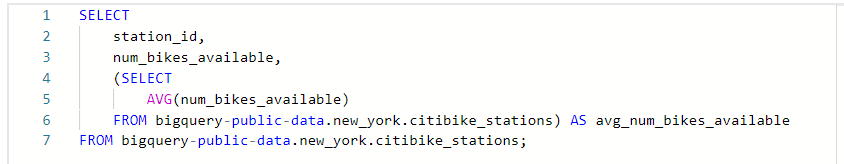 1 SELECT
2 station_id,
3 num_bikes_available,
4 (SELECT
5 AVG(num_bikes_available)
6 FROM bigquery-public-data.new_york.citibike_stations) AS avg_num_bikes_available
7 FROM bigquery-public-data.new_york.citibike_stations;